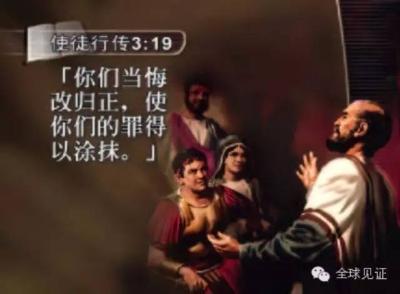 使徒行传3:19
「你们当悔
改归正，使
你们的罪得
以涂抹。」
全球见证